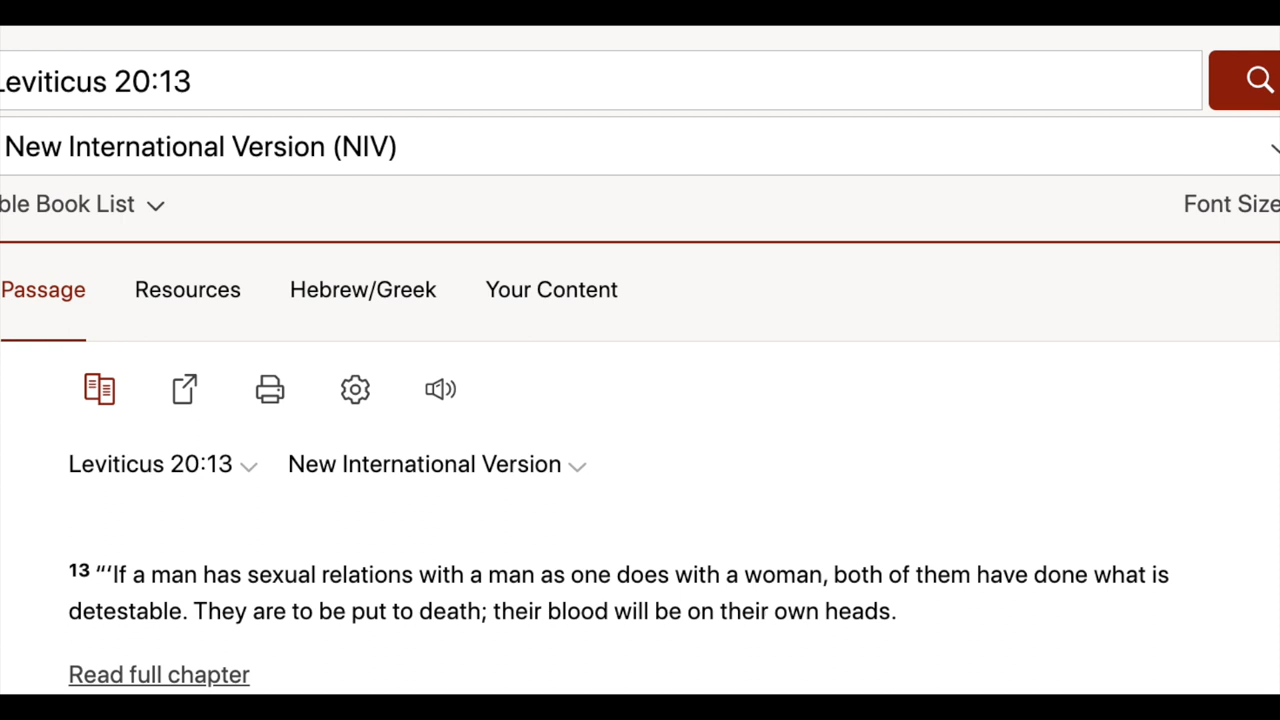 Leviticus 20:13
New International Version (NIV)
ble Book List
Font Size
Passage Resources Hebrew/Greek Your Content
Leviticus 20:13 New International Version
13 “‘If a man has sexual relations with a man as one does with a woman, both of them have done what is
detestable. They are to be put to death; their blood will be on their own heads.
Read full chapter